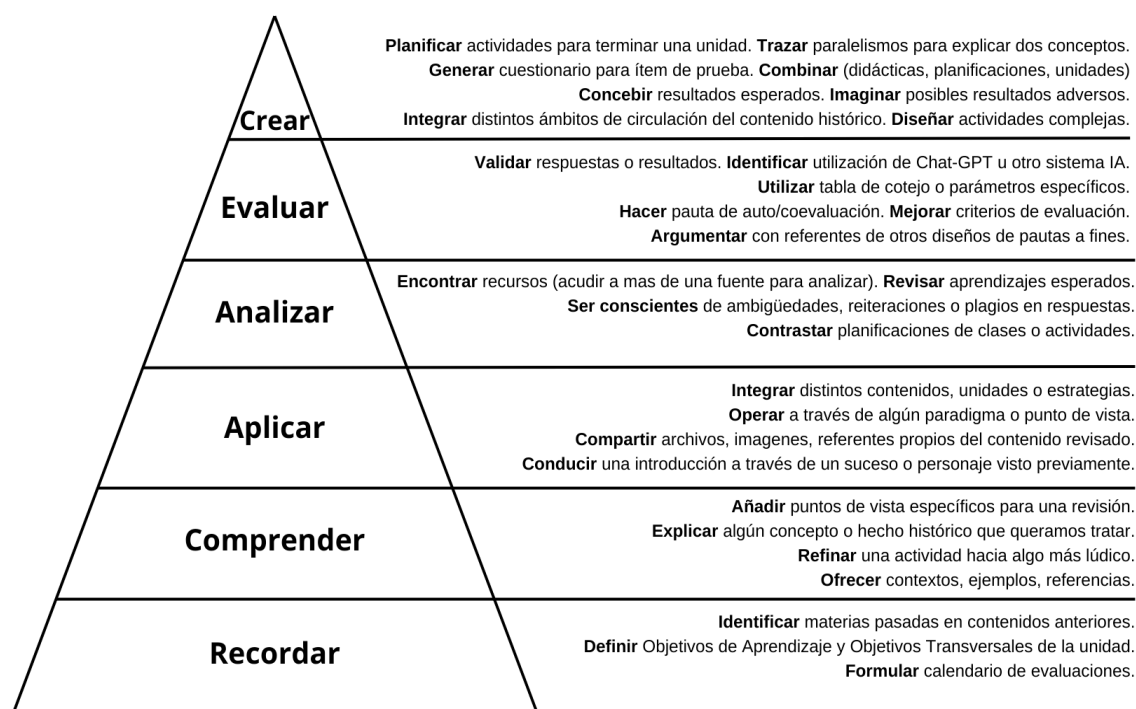 Planificar actividades para terminar una unidad. Trazar paralelismos para explicar dos conceptos.
Generar cuestionario para ítem de prueba. Combinar (didácticas, planificaciones, unidades)
Concebir resultados esperados. Imaginar posibles resultados adversos.
Integrar distintos ámbitos de circulación del contenido histórico. Diseñar actividades complejas.
Crear
Validar respuestas o resultados. Identificar utilización de Chat-GPT u otro sistema IA.
Utilizar tabla de cotejo o parámetros específicos.
Hacer pauta de auto/coevaluación. Mejorar criterios de evaluación.
Argumentar con referentes de otros diseños de pautas a fines.
Evaluar
Encontrar recursos (acudir a mas de una fuente para analizar). Revisar aprendizajes esperados.
Ser conscientes de ambigüedades, reiteraciones o plagios en respuestas.
Contrastar planificaciones de clases o actividades.
Analizar
Integrar distintos contenidos, unidades o estrategias.
Operar a través de algún paradigma o punto de vista.
Compartir archivos, imagenes, referentes propios del contenido revisado.
Conducir una introducción a través de un suceso o personaje visto previamente.
Aplicar
Añadir puntos de vista específicos para una revisión.
Explicar algún concepto o hecho histórico que queramos tratar.
Refinar una actividad hacia algo más lúdico.
Ofrecer contextos, ejemplos, referencias.
Comprender
Identificar materias pasadas en contenidos anteriores.
Definir Objetivos de Aprendizaje y Objetivos Transversales de la unidad.
Formular calendario de evaluaciones.
Recordar